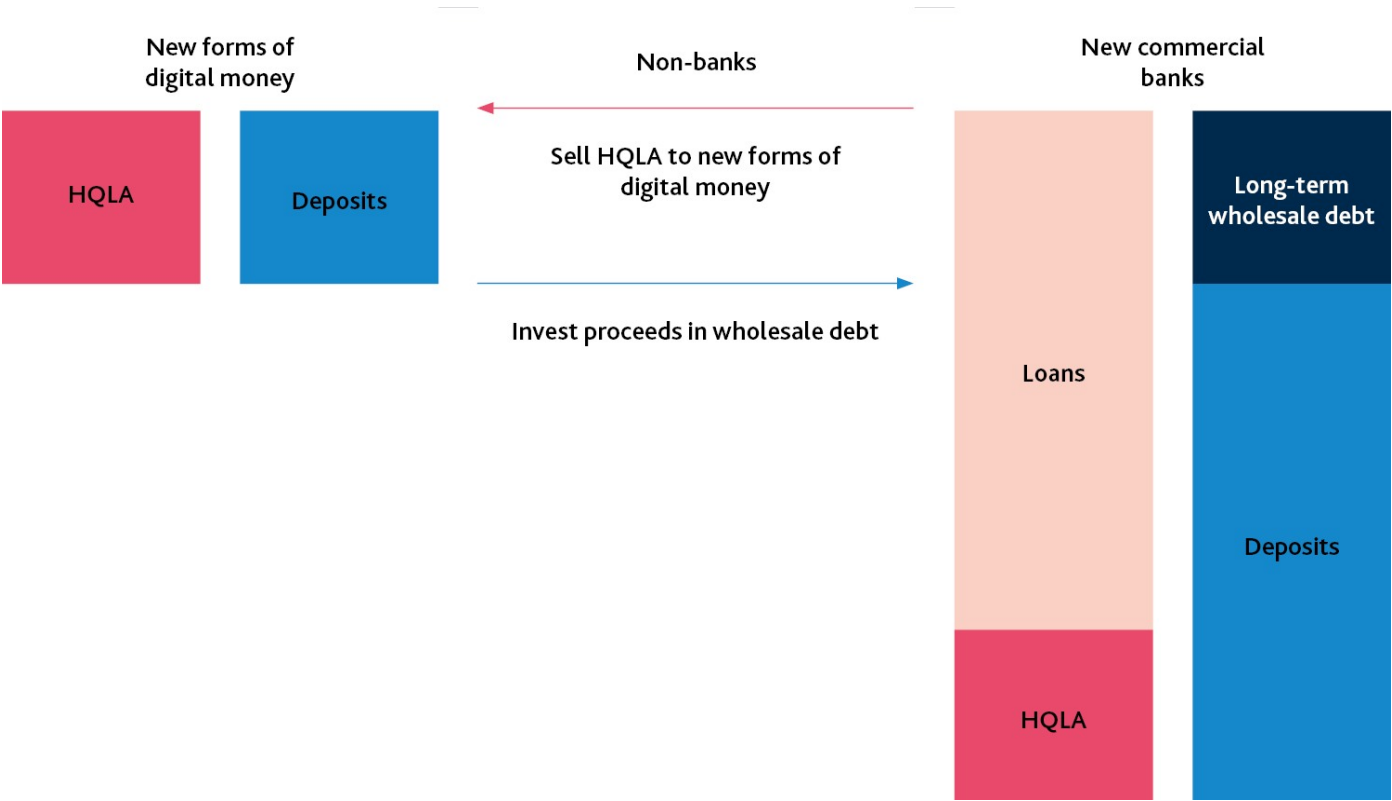 New forms of
digital money
Non-banks
New commercial
banks
HQLA
Deposits
Sell HQLA to new forms of
digital money
Invest proceeds in wholesale debt
Long-term
wholesale debt
Loans
Deposits
HQLA